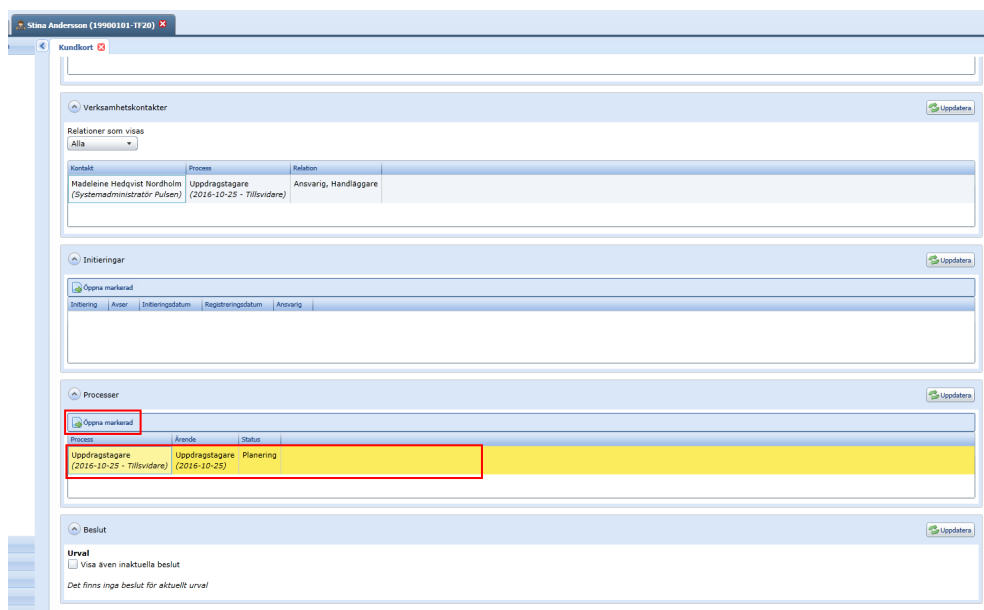 Stina Andersson (19900101-TF20)
Kundkort
Verksamhetskontakter
Uppdatera
Relationer som visas
Alla
Kontakt Process Relation
Madeleine Hedqvist Nordholm Uppdragstagare Ansvarig, Handläggare
(Systemadministratör Pulsen) (2016-10-25 - Tillsvidare)
Initieringar
Uppdatera
Öppna markerad
Initiering Avser Initieringsdatum Registreringsdatum Ansvarig
Processer
Uppdatera
Öppna markerad
Process Ärende Status
Uppdragstagare Uppdragstagare Planering
(2016-10-25 - Tillsvidare) (2016-10-25)
Beslut
Uppdatera
Urval
Visa även inaktuella beslut
Det finns inga beslut för aktuellt urval